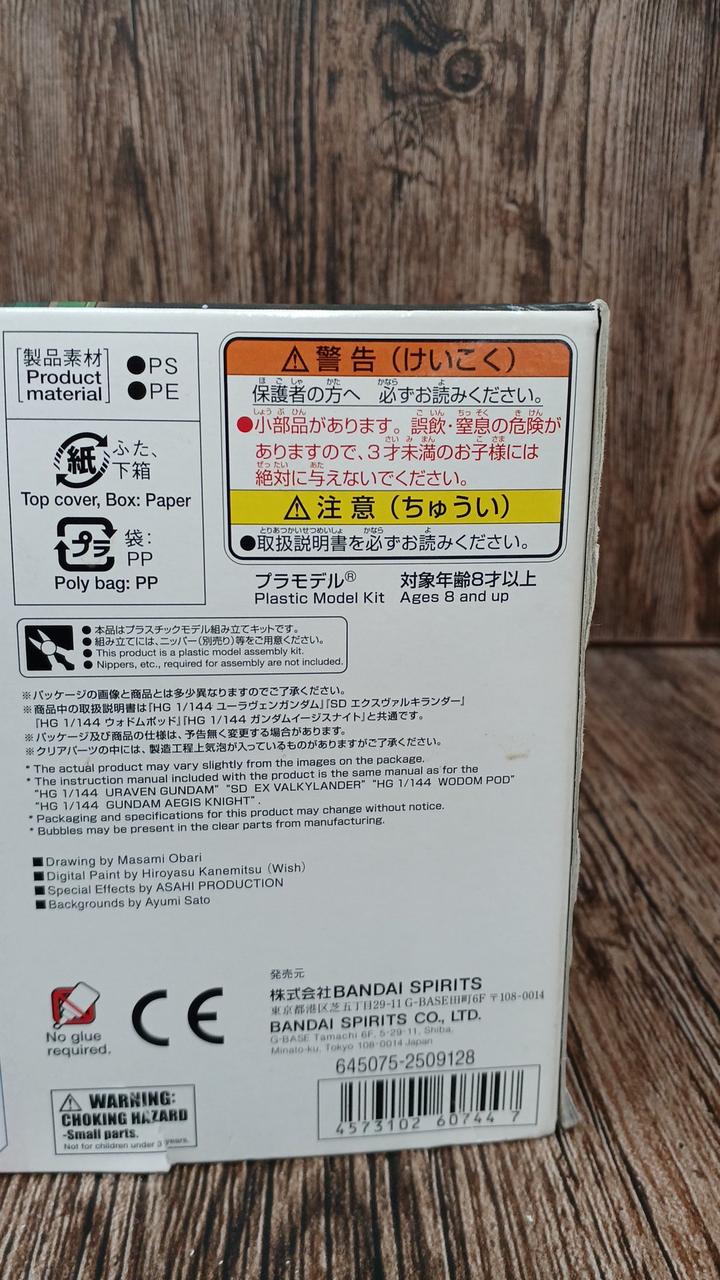 [製品素材]
Product material
●PS
●PE
紙
ふた、
下箱
Top cover, Box: Paper
プラ
袋:
PP
Poly bag: PP
⚠警告（けいこく）
保護者の方へ　必ずお読みください。
●小部品があります。誤飲・窒息の危険が
ありますので、3才未満のお子様には
絶対に与えないでください。
⚠注意（ちゅうい）
●取扱説明書を必ずお読みください。
プラモデル®　対象年齢8才以上
Plastic Model Kit　Ages 8 and up
●本品はプラスチックモデル組み立てキットです。
●組み立てには、ニッパー(別売り)等をご用意ください。
●This product is a plastic model assembly kit.
●Nippers, etc., required for assembly are not included.
※パッケージの画像と商品とは多少異なりますのでご了承ください。
※商品中の取扱説明書は『HG 1/144 ユーラヴェンガンダム』『SD エクスヴァルキランダー』
『HG 1/144 ウォドムポッド』『HG 1/144 ガンダムイージスナイト』と共通です。
※パッケージ及び商品の仕様は、予告無く変更する場合があります。
※クリアパーツの中には、製造工程上気泡が入っているものがありますがご了承ください。
* The actual product may vary slightly from the images on the package.
* The instruction manual included with the product is the same manual as for the
"HG 1/144 URAVEN GUNDAM" "SD EX VALKYLANDER" "HG 1/144 WODOM POD"
"HG 1/144 GUNDAM AEGIS KNIGHT".
* Packaging and specifications for this product may change without notice.
* Bubbles may be present in the clear parts from manufacturing.
■Drawing by Masami Obari
■Digital Paint by Hiroyasu Kanemitsu (Wish)
■Special Effects by ASAHI PRODUCTION
■Backgrounds by Ayumi Sato
No glue
required.
CE
発売元
株式会社BANDAI SPIRITS
東京都港区芝五丁目29-11 G-BASE田町6F 〒108-0014
BANDAI SPIRITS CO., LTD.
G-BASE Tamachi 6F, 5-29-11, Shiba,
Minato-ku, Tokyo 108-0014 Japan
645075-2509128
4573102 60744 7
⚠ WARNING:
CHOKING HAZARD
-Small parts.
Not for children under 3 years.